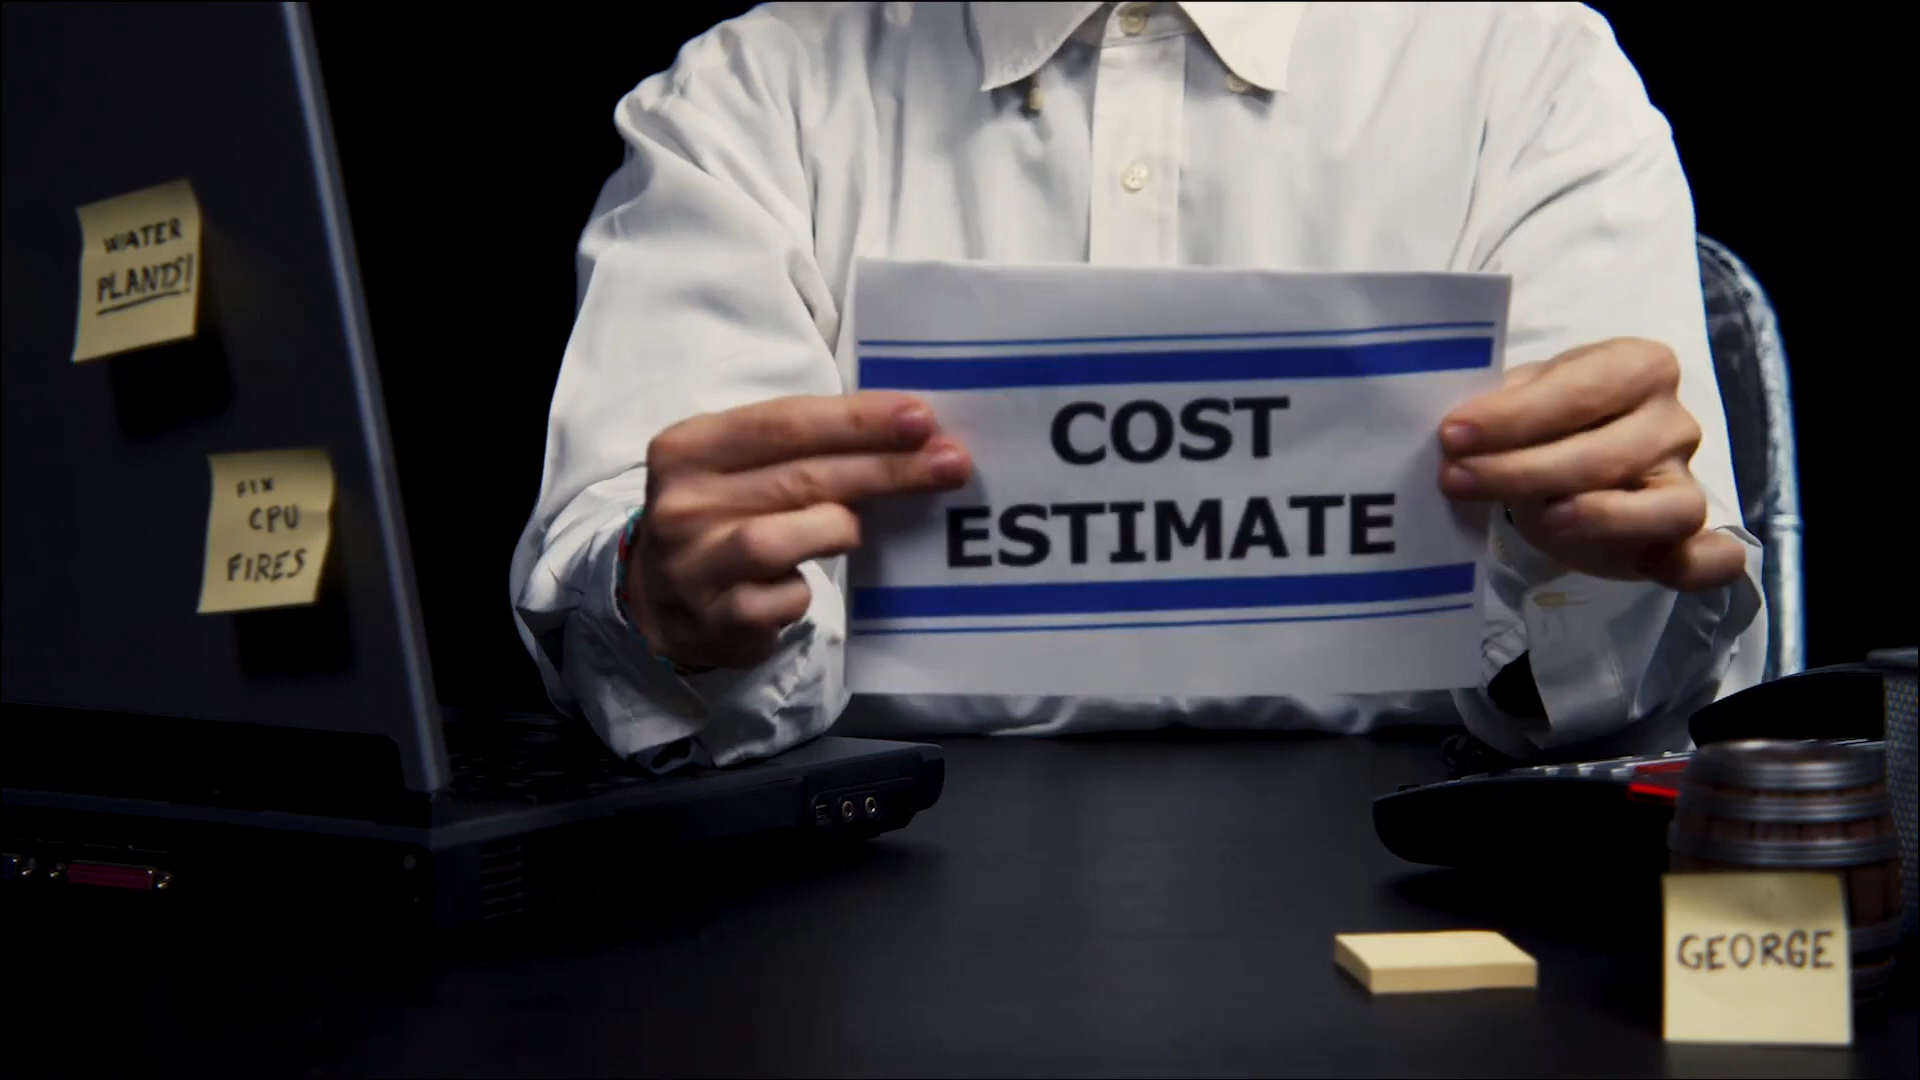 WATER
PLANTS!
FIX
CPU
FIRES
COST
ESTIMATE
GEORGE